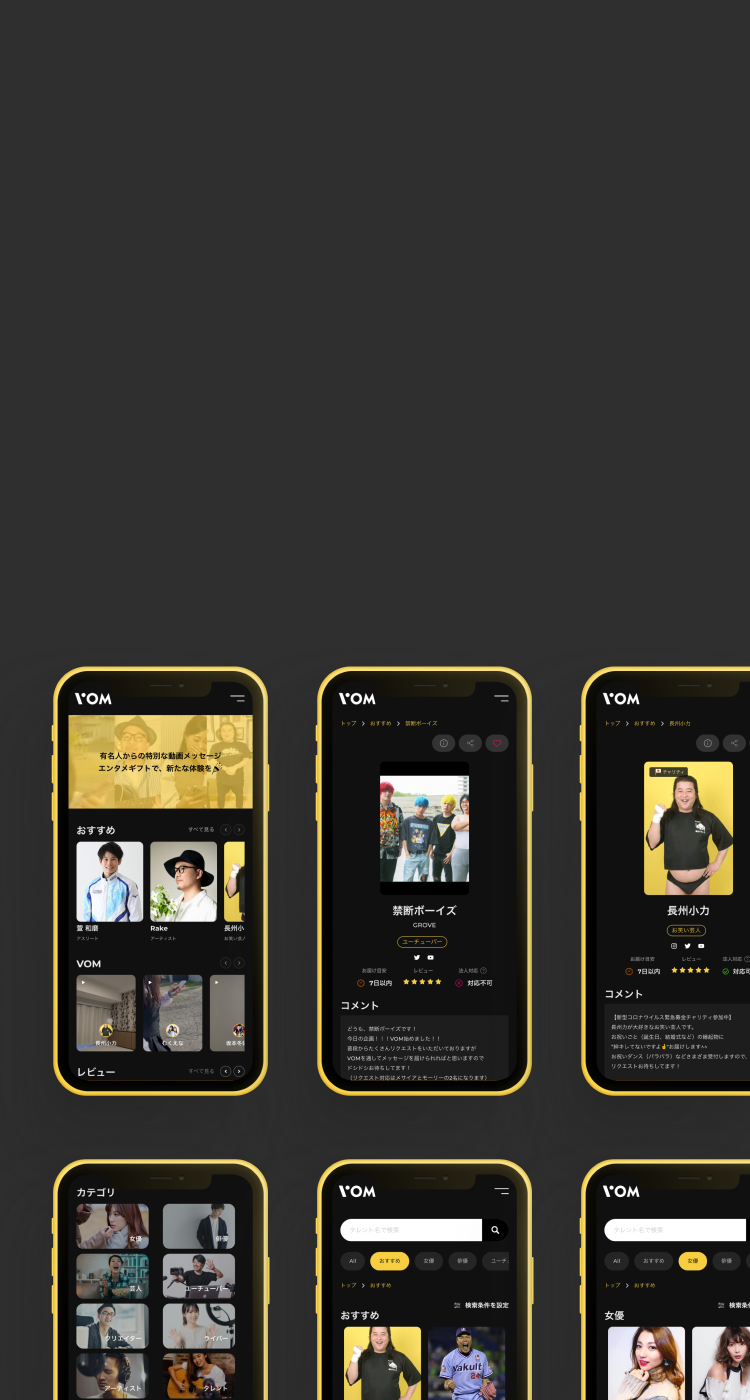 VOM
有名人からの特別な動画メッセージ
エンタメギフトで、新たな体験を🎉
おすすめ
すべて見る
萱 和磨
アスリート
Rake
アーティスト
長州小
お笑い芸
VOM
長州小力
わくえな
レビュー
すべて見る
VOM
トップ > おすすめ > 禁断ボーイズ
禁断ボーイズ
GROVE
ユーチューバー
お届け目安
7日以内
レビュー
★★★★★
法人対応 ?
対応不可
コメント
どうも、禁断ボーイズです!
今日の企画!!!VOM始めました!!
普段からたくさんリクエストをいただいておりますが
VOMを通してメッセージを届けられればと思いますので
ドシドシお待ちしてます!
(リクエスト対応はメサイアとモーリーの2名になります)
VOM
トップ > おすすめ > 長州小力
チャリティ
長州小力
お笑い芸人
お届け目安
7日以内
レビュー
★★★★★
法人対応 ?
対応可
コメント
【新型コロナウイルス緊急募金チャリティ参加中】
長州力が大好きなお笑い芸人です。
お祝いごと(誕生日、結婚式など)の縁起物に
お祝いダンス(パラパラ)などさまざま受付しますので、
リクエストお待ちしてます!
カテゴリ
女優
俳優
芸人
ユーチューバー
クリエイター
ライバー
アーティスト
タレント
VOM
タレント名で検索
All
おすすめ
女優
俳優
ユーチ
トップ > おすすめ
検索条件を設定
おすすめ
Yakult
24
VOM
タレント名で検索
All
おすすめ
女優
俳優
トップ > おすすめ
検索条
女優